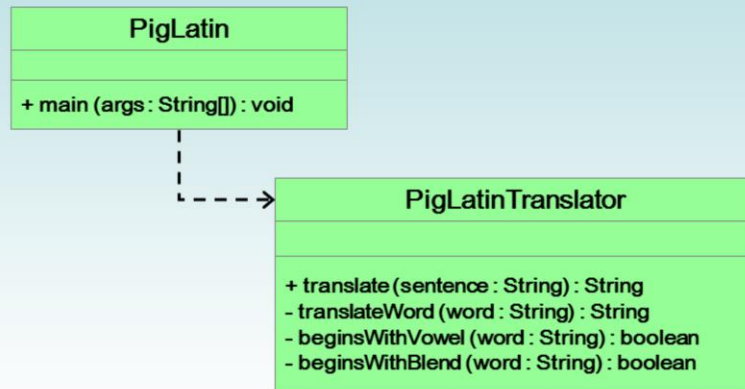 PigLatin
+ main (args : String[]) : void
PigLatinTranslator
+ translate (sentence : String) : String
- translateWord (word : String) : String
- beginsWithVowel (word : String) : boolean
- beginsWithBlend (word : String) : boolean